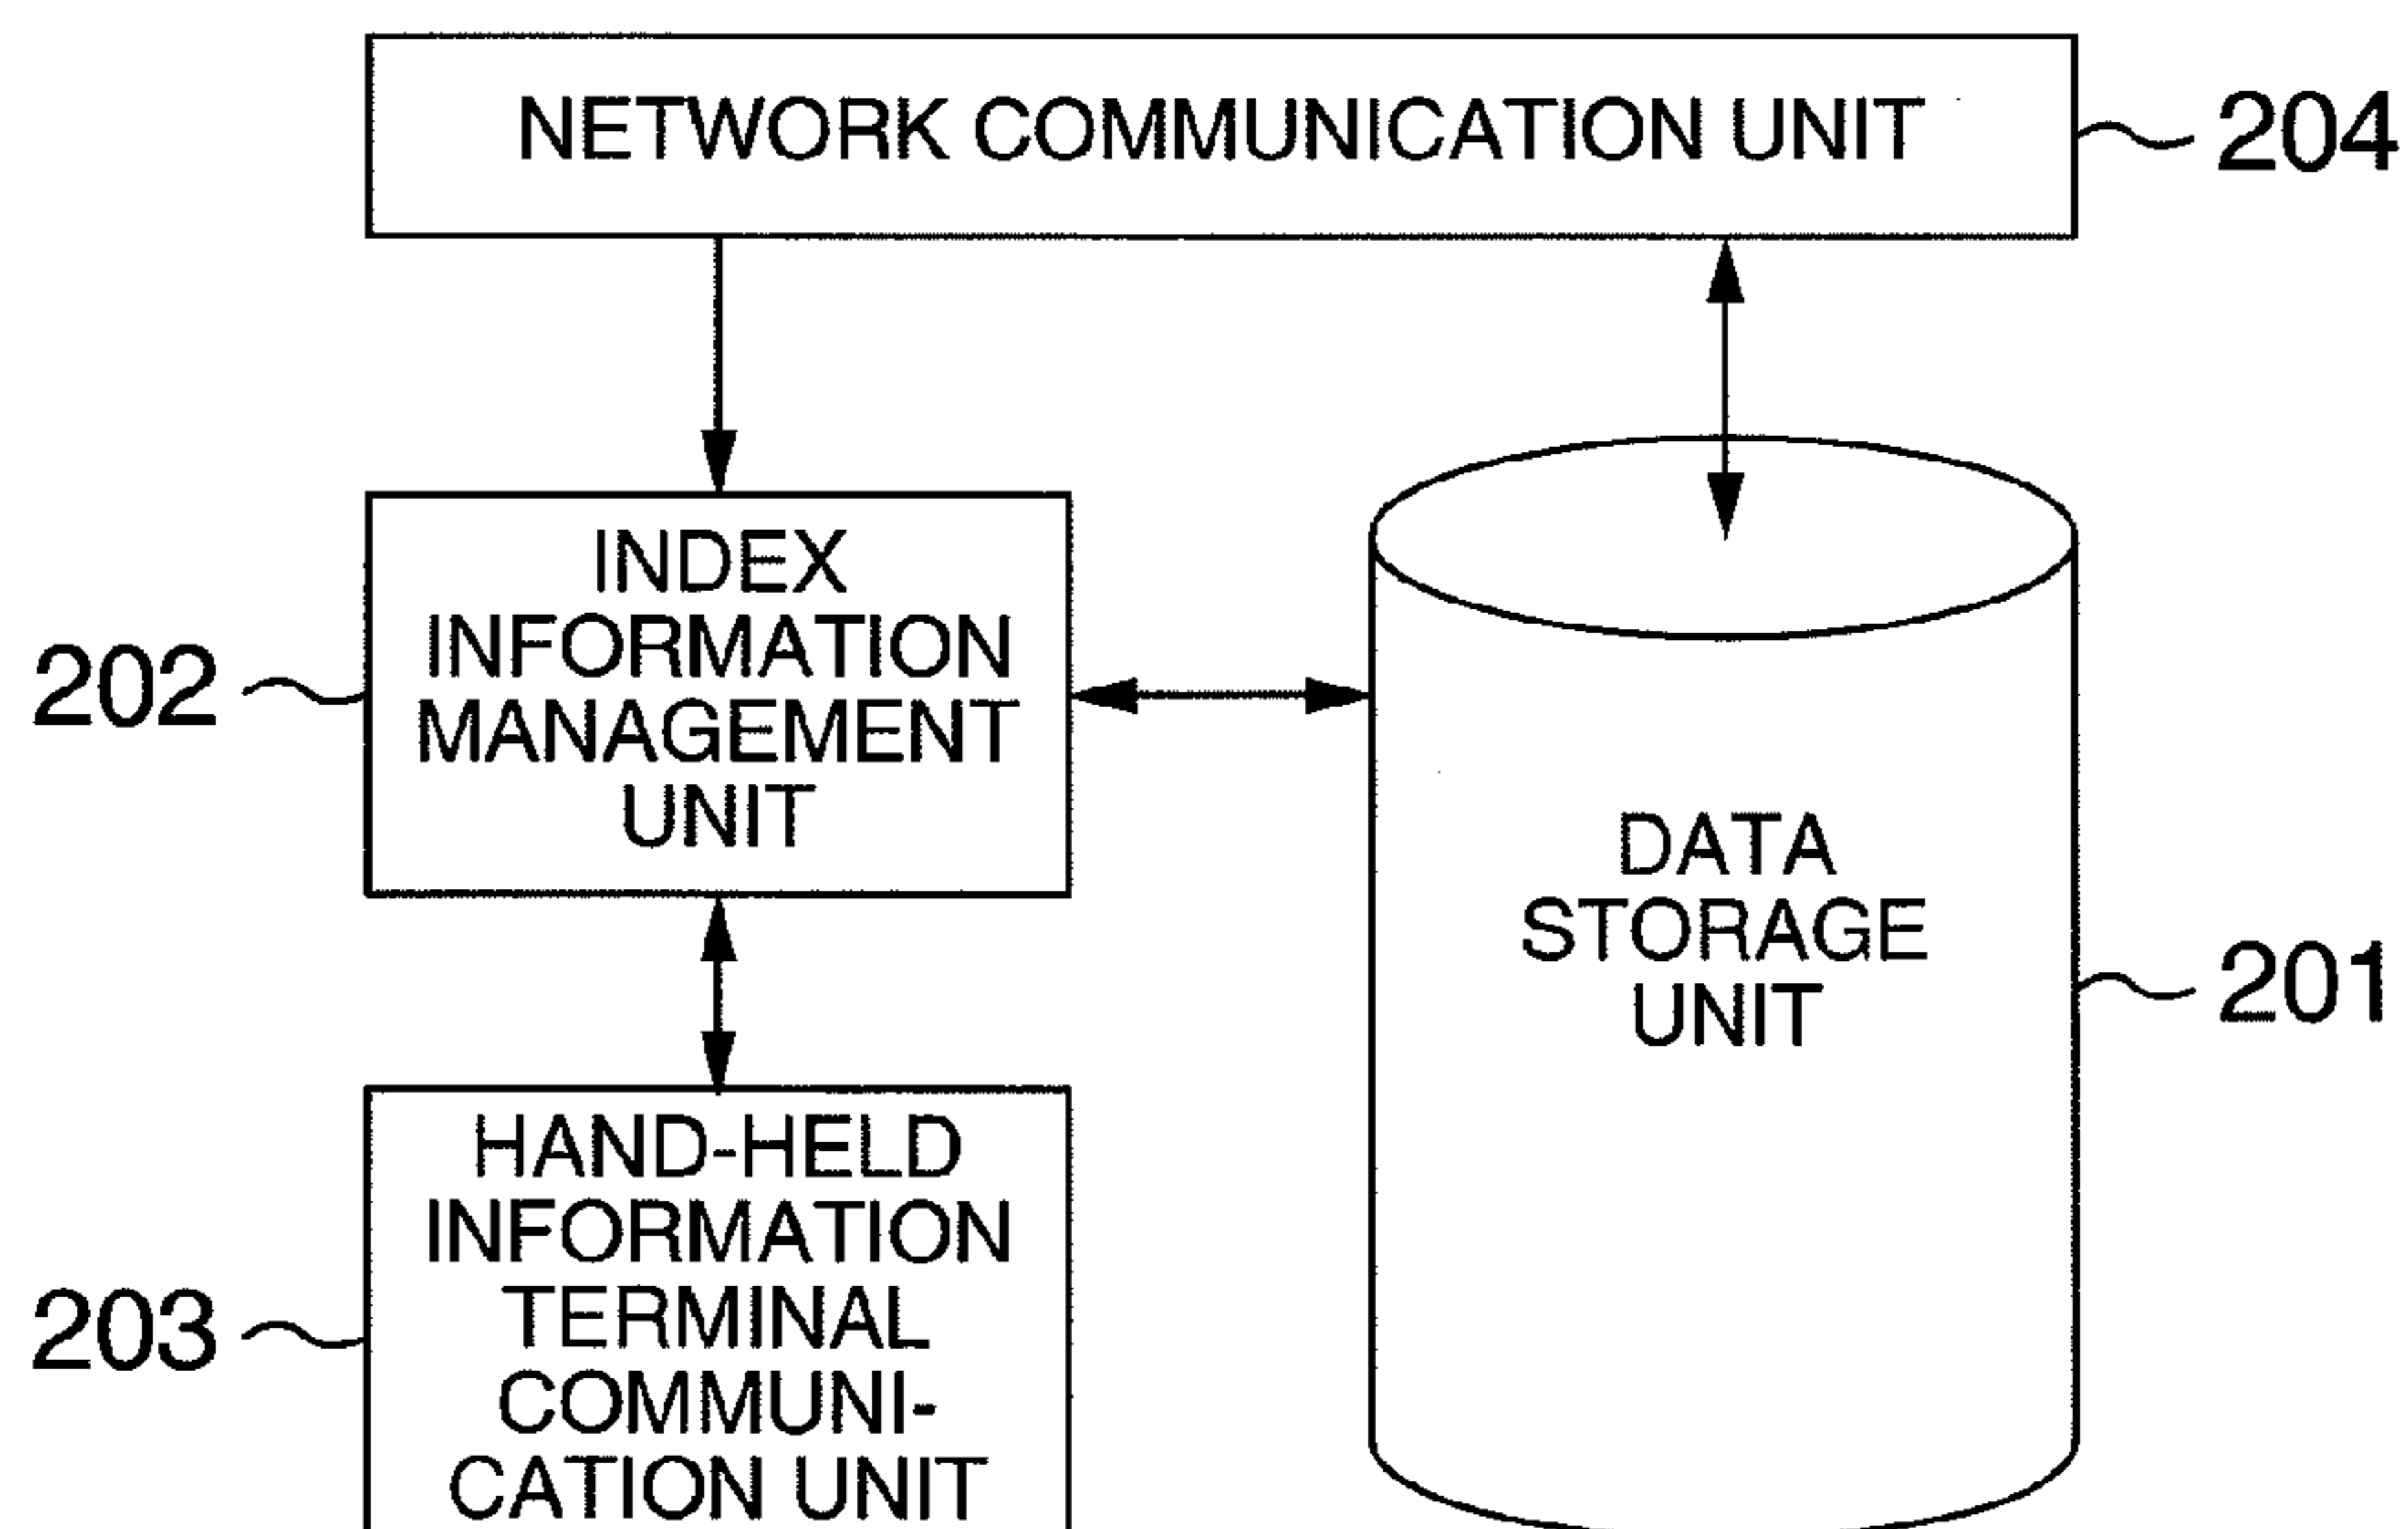 NETWORK COMMUNICATION UNIT
204
INDEX
INFORMATION
MANAGEMENT
UNIT
202
DATA
STORAGE
UNIT
201
HAND-HELD
INFORMATION
TERMINAL
COMMUNI-
CATION UNIT
203